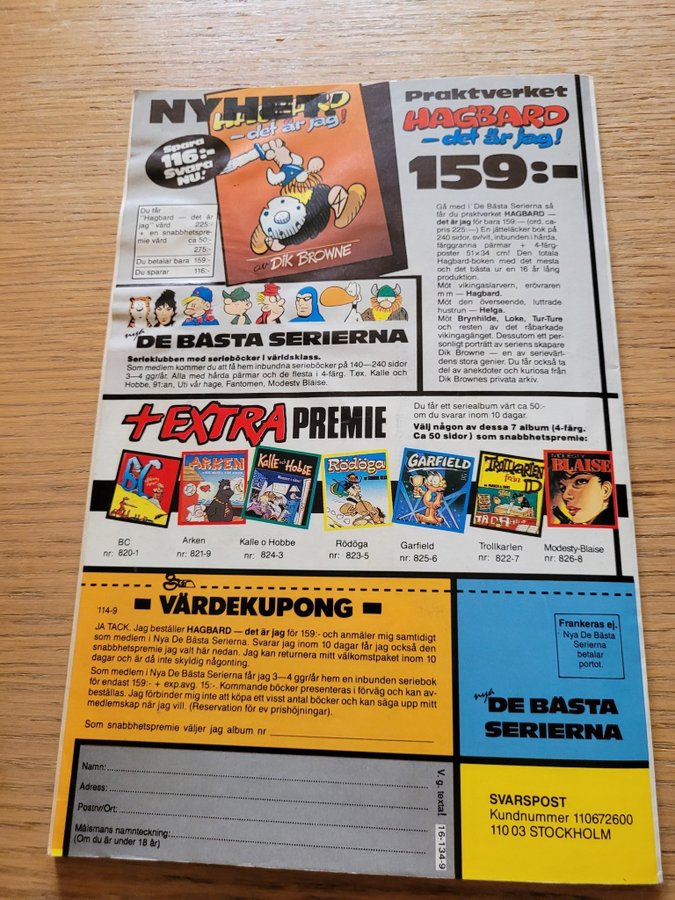 NYHET!
HAGBARD
— det är jag!
av DIK BROWNE
Spara
116:-
Svara
NU!
Du får
"Hagbard — det är
jag" värd 225:-
+ en snabbhetspre-
mie värd ca 50:-
275:-
Du betalar bara 159:-
Du sparar 116:-
Praktverket
HAGBARD
— det är jag!
159:-
Gå med i De Bästa Serierna så
får du praktverket HAGBARD —
det är jag för bara 159:— (ord. ca-
pris 225:—) En jätteläcker bok på
240 sidor, sv/vit, inbunden i hårda,
färggranna pärmar + 4-färg-
poster 51×34 cm! Den totala
Hagbard-boken med det mesta
och det bästa ur en 16 år lång
produktion.
Möt vikingaslarven, erövraren
m m — Hagbard.
Möt den överseende, luttrade
hustrun — Helga.
Möt Brynhilde, Loke, Tur-Ture
och resten av det råbarkade
vikingagänget. Dessutom ett per-
sonligt porträtt av seriens skapare
Dik Browne — en av serievärl-
dens stora genier. Du får också ta
del av anekdoter och kuriosa från
Dik Brownes privata arkiv.
nya
DE BÄSTA SERIERNA
Serieklubben med serieböcker i världsklass.
Som medlem kommer du att få hem inbundna serieböcker på 140—240 sidor
3—4 ggr/år. Alla med hårda pärmar och de flesta i 4-färg. T.ex. Kalle och
Hobbe, 91:an, Uti vår hage, Fantomen, Modesty Blaise.
+EXTRA PREMIE
Du får ett seriealbum värt ca 50:-
om du svarar inom 10 dagar.
Välj någon av dessa 7 album (4-färg.
Ca 50 sidor) som snabbhetspremie:
BC
ARKEN
Kalle och Hobbe
Rödöga
GARFIELD
Trollkarlen
från ID
MODESTY
BLAISE
BC
nr: 820-1
Arken
nr: 821-9
Kalle o Hobbe
nr: 824-3
Rödöga
nr: 823-5
Garfield
nr: 825-6
Trollkarlen
nr: 822-7
Modesty-Blaise
nr: 826-8
114-9
VÄRDEKUPONG
JA TACK. Jag beställer HAGBARD — det är jag för 159:- och anmäler mig samtidigt
som medlem i Nya De Bästa Serierna. Svarar jag inom 10 dagar får jag också den
snabbhetspremie jag valt här nedan. Jag kan returnera mitt välkomstpaket inom 10
dagar och är då inte skyldig någonting.
Som medlem i Nya De Bästa Serierna får jag 3—4 ggr/år hem en inbunden seriebok
för endast 159:- + exp.avg. 15:-. Kommande böcker presenteras i förväg och kan av-
beställas. Jag förbinder mig inte att köpa ett visst antal böcker och kan säga upp mitt
medlemskap när jag vill. (Reservation för ev prishöjningar).
Som snabbhetspremie väljer jag album nr
Namn:
Adress:
Postnr/Ort:
Målsmans namnteckning:
(Om du är under 18 år)
V. g. texta!
16-134-9
Frankeras ej.
Nya De Bästa
Serierna
betalar
portot.
nya
DE BÄSTA
SERIERNA
SVARSPOST
Kundnummer 110672600
110 03 STOCKHOLM